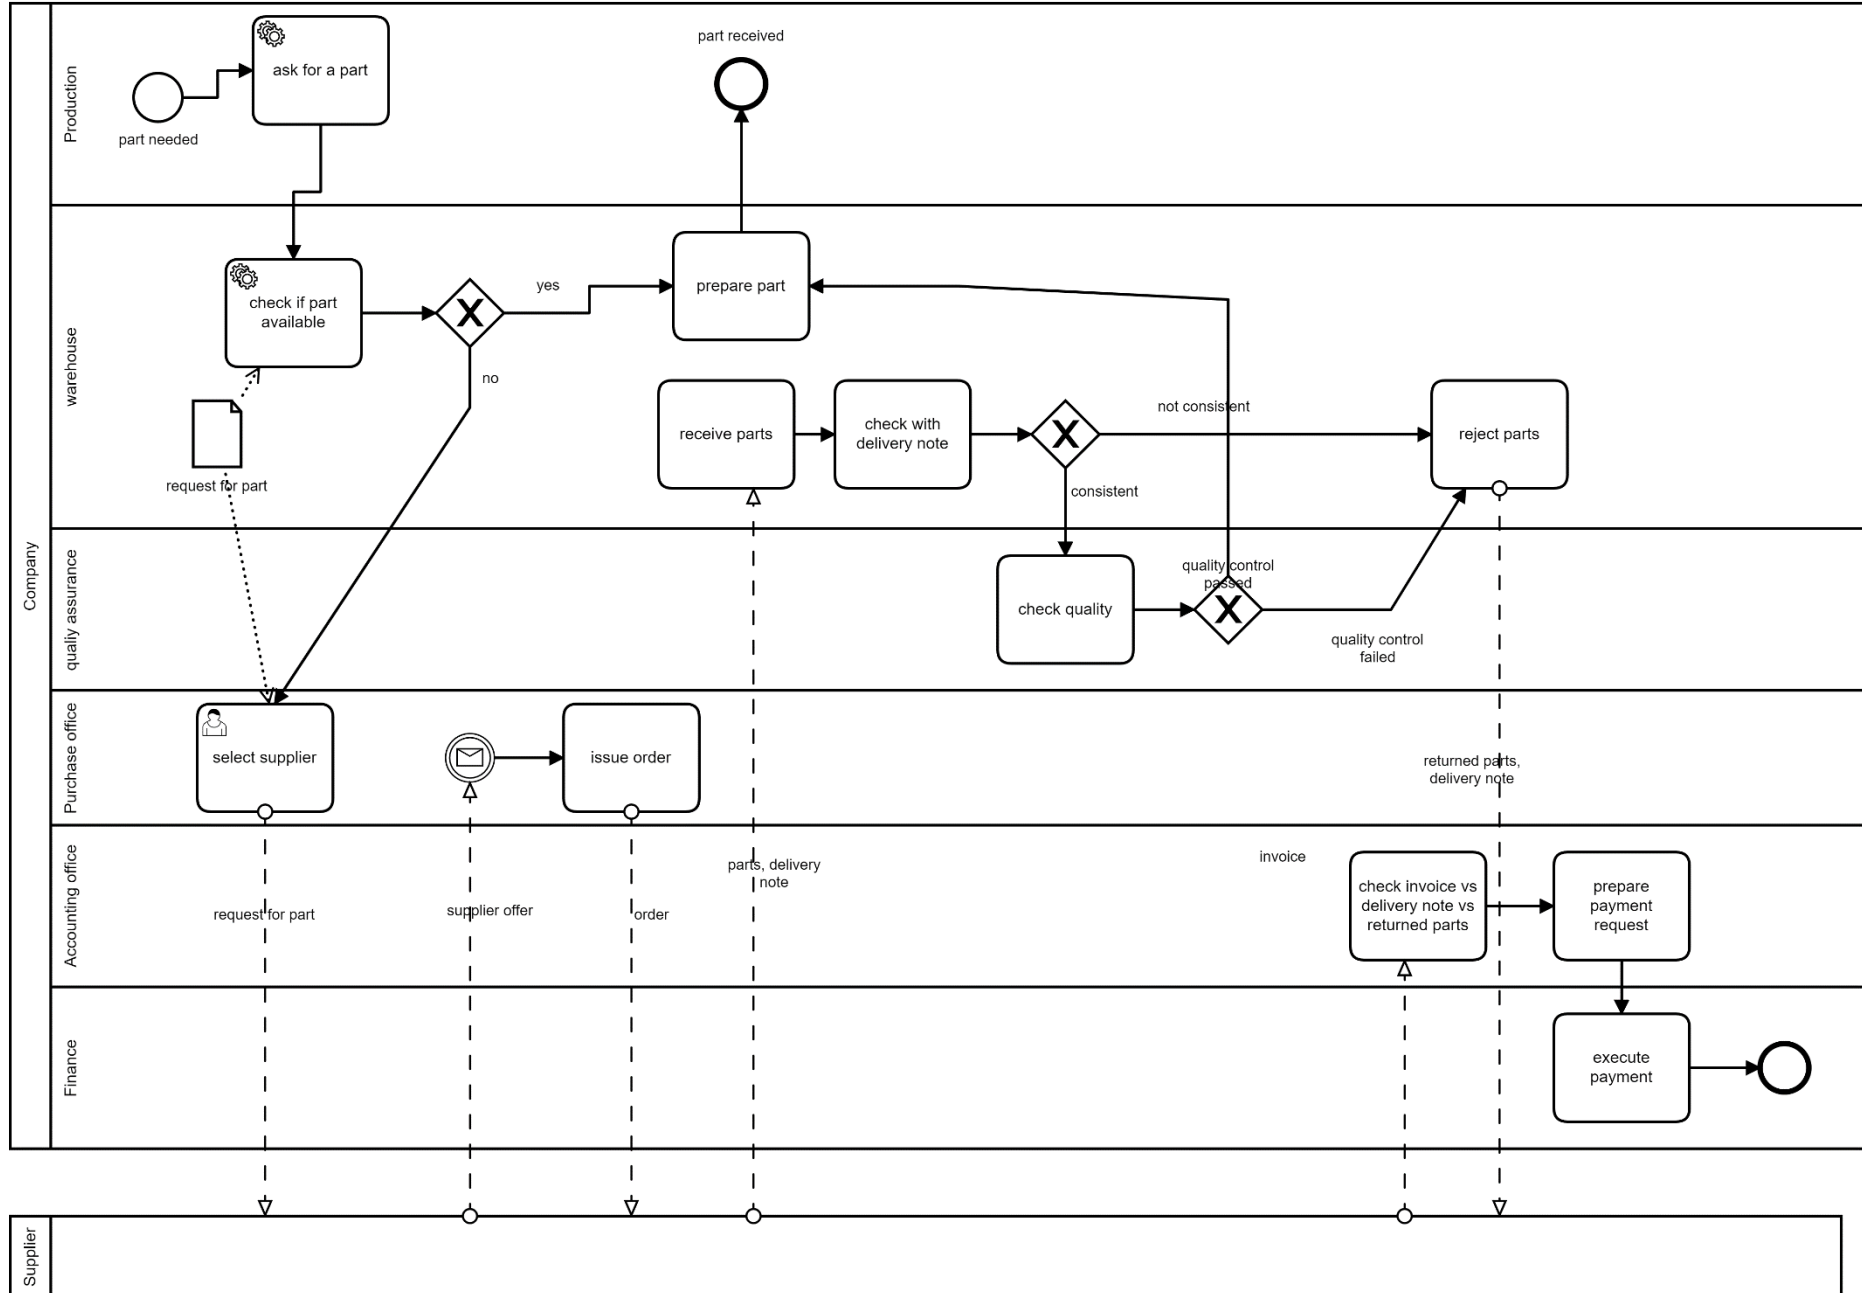 Company
Production
part needed
ask for a part
part received
warehouse
check if part
available
yes
no
prepare part
request for part
receive parts
check with
delivery note
not consistent
consistent
reject parts
qualiy assurance
check quality
quality control
passed
quality control
failed
Purchase office
select supplier
issue order
returned parts,
delivery note
Accounting office
request for part
supplier offer
order
parts, delivery
note
invoice
check invoice vs
delivery note vs
returned parts
prepare
payment
request
Finance
execute
payment
Supplier